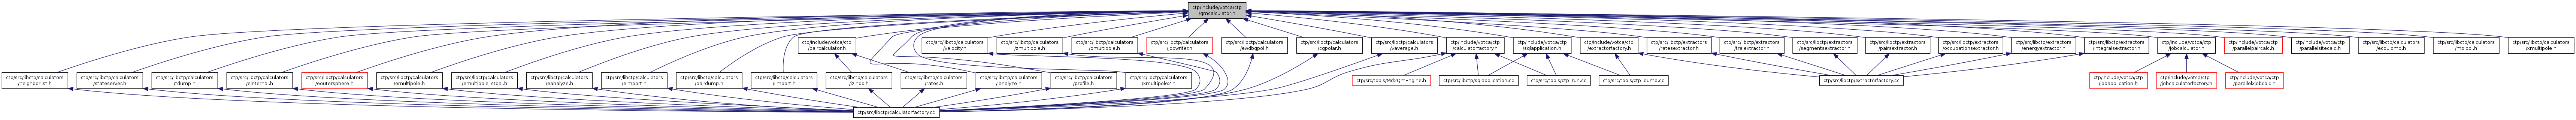 ctp/include/votca/ctp
/qmcalculator.h
ctp/include/votca/ctp
/paircalculator.h
ctp/src/libctp/calculators
/velocity.h
ctp/src/libctp/calculators
/zmultipole.h
ctp/src/libctp/calculators
/qmultipole.h
ctp/src/libctp/calculators
/jobwriter.h
ctp/src/libctp/calculators
/ewdbgpol.h
ctp/src/libctp/calculators
/cgpolar.h
ctp/src/libctp/calculators
/vaverage.h
ctp/include/votca/ctp
/calculatorfactory.h
ctp/include/votca/ctp
/sqlapplication.h
ctp/include/votca/ctp
/extractorfactory.h
ctp/src/libctp/extractors
/ratesextractor.h
ctp/src/libctp/extractors
/trajextractor.h
ctp/src/libctp/extractors
/segmentsextractor.h
ctp/src/libctp/extractors
/pairsextractor.h
ctp/src/libctp/extractors
/occupationsextractor.h
ctp/src/libctp/extractors
/energyextractor.h
ctp/src/libctp/extractors
/integralsextractor.h
ctp/include/votca/ctp
/jobcalculator.h
ctp/include/votca/ctp
/parallelpaircalc.h
ctp/include/votca/ctp
/parallelsitecalc.h
ctp/src/libctp/calculators
/ecoulomb.h
ctp/src/libctp/calculators
/molpol.h
ctp/src/libctp/calculators
/xmultipole.h
ctp/src/libctp/calculators
/neighborlist.h
ctp/src/libctp/calculators
/stateserver.h
ctp/src/libctp/calculators
/tdump.h
ctp/src/libctp/calculators
/einternal.h
ctp/src/libctp/calculators
/eoutersphere.h
ctp/src/libctp/calculators
/emultipole.h
ctp/src/libctp/calculators
/emultipole_stdal.h
ctp/src/libctp/calculators
/eanalyze.h
ctp/src/libctp/calculators
/eimport.h
ctp/src/libctp/calculators
/pairdump.h
ctp/src/libctp/calculators
/iimport.h
ctp/src/libctp/calculators
/izindo.h
ctp/src/libctp/calculators
/rates.h
ctp/src/libctp/calculators
/ianalyze.h
ctp/src/libctp/calculators
/profile.h
ctp/src/libctp/calculators
/xmultipole2.h
ctp/src/tools/Md2QmEngine.h
ctp/src/libctp/sqlapplication.cc
ctp/src/tools/ctp_run.cc
ctp/src/tools/ctp_dump.cc
ctp/src/libctp/extractorfactory.cc
ctp/include/votca/ctp
/jobapplication.h
ctp/include/votca/ctp
/jobcalculatorfactory.h
ctp/include/votca/ctp
/parallelxjobcalc.h
ctp/src/libctp/calculatorfactory.cc